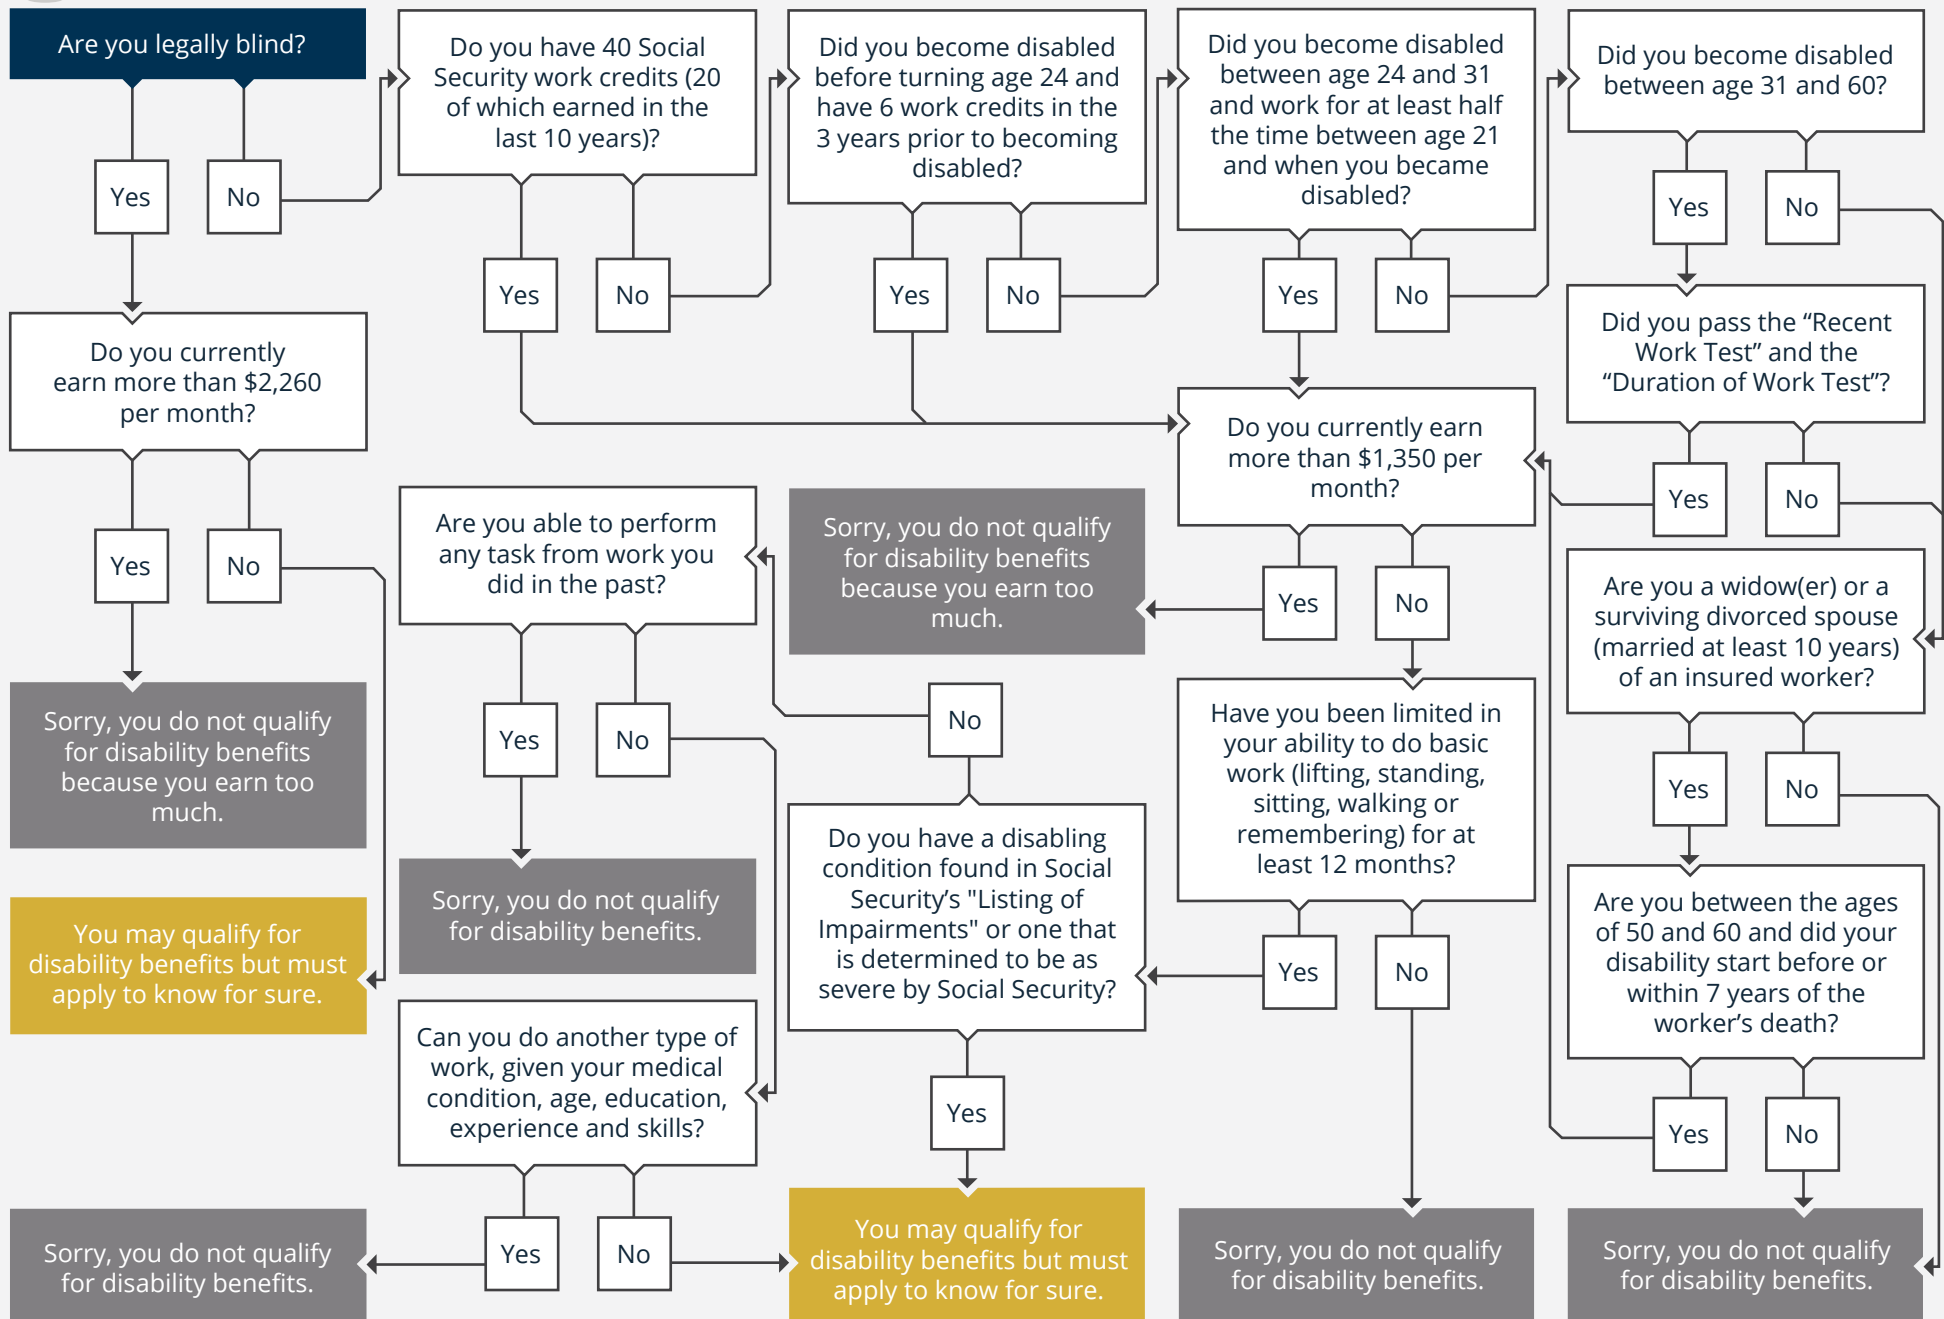 Are you legally blind?
Yes
No
Do you have 40 Social
Security work credits (20
of which earned in the
last 10 years)?
Yes
No
Did you become disabled
before turning age 24 and
have 6 work credits in the
3 years prior to becoming
disabled?
Yes
No
Did you become disabled
between age 24 and 31
and work for at least half
the time between age 21
and when you became
disabled?
Yes
No
Did you become disabled
between age 31 and 60?
Yes
No
Did you pass the “Recent
Work Test” and the
“Duration of Work Test”?
Yes
No
Do you currently
earn more than $2,260
per month?
Yes
No
Sorry, you do not qualify
for disability benefits
because you earn too
much.
You may qualify for
disability benefits but must
apply to know for sure.
Do you currently earn
more than $1,350 per
month?
Yes
No
Sorry, you do not qualify
for disability benefits
because you earn too
much.
Are you a widow(er) or a
surviving divorced spouse
(married at least 10 years)
of an insured worker?
Yes
No
Are you between the ages
of 50 and 60 and did your
disability start before or
within 7 years of the
worker’s death?
Yes
No
Sorry, you do not qualify
for disability benefits.
Have you been limited in
your ability to do basic
work (lifting, standing,
sitting, walking or
remembering) for at
least 12 months?
Yes
No
Sorry, you do not qualify
for disability benefits.
Do you have a disabling
condition found in Social
Security’s "Listing of
Impairments" or one that
is determined to be as
severe by Social Security?
No
Yes
You may qualify for
disability benefits but must
apply to know for sure.
Are you able to perform
any task from work you
did in the past?
Yes
No
Sorry, you do not qualify
for disability benefits.
Can you do another type of
work, given your medical
condition, age, education,
experience and skills?
Yes
No
Sorry, you do not qualify
for disability benefits.